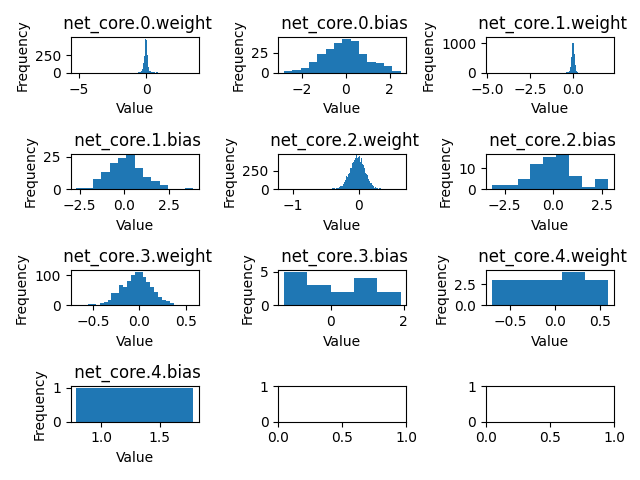 net_core.0.weight net_core.0.bias net_core.1.weight
Frequency 250 0 Frequency 25 0 Frequency 1000 0
−5 0 −2 0 2 −5.0 −2.5 0.0
Value Value Value
net_core.1.bias net_core.2.weight net_core.2.bias
Frequency 25 0 Frequency 250 0 Frequency 10 0
−2.5 0.0 2.5 −1 0 −2.5 0.0 2.5
Value Value Value
net_core.3.weight net_core.3.bias net_core.4.weight
Frequency 100 0 Frequency 5 0 Frequency 2.5 0.0
−0.5 0.0 0.5 0 2 −0.5 0.0 0.5
Value Value Value
net_core.4.bias
Frequency 1 0 1 0 1 0
1.0 1.5 0.0 0.5 1.0 0.0 0.5 1.0
Value